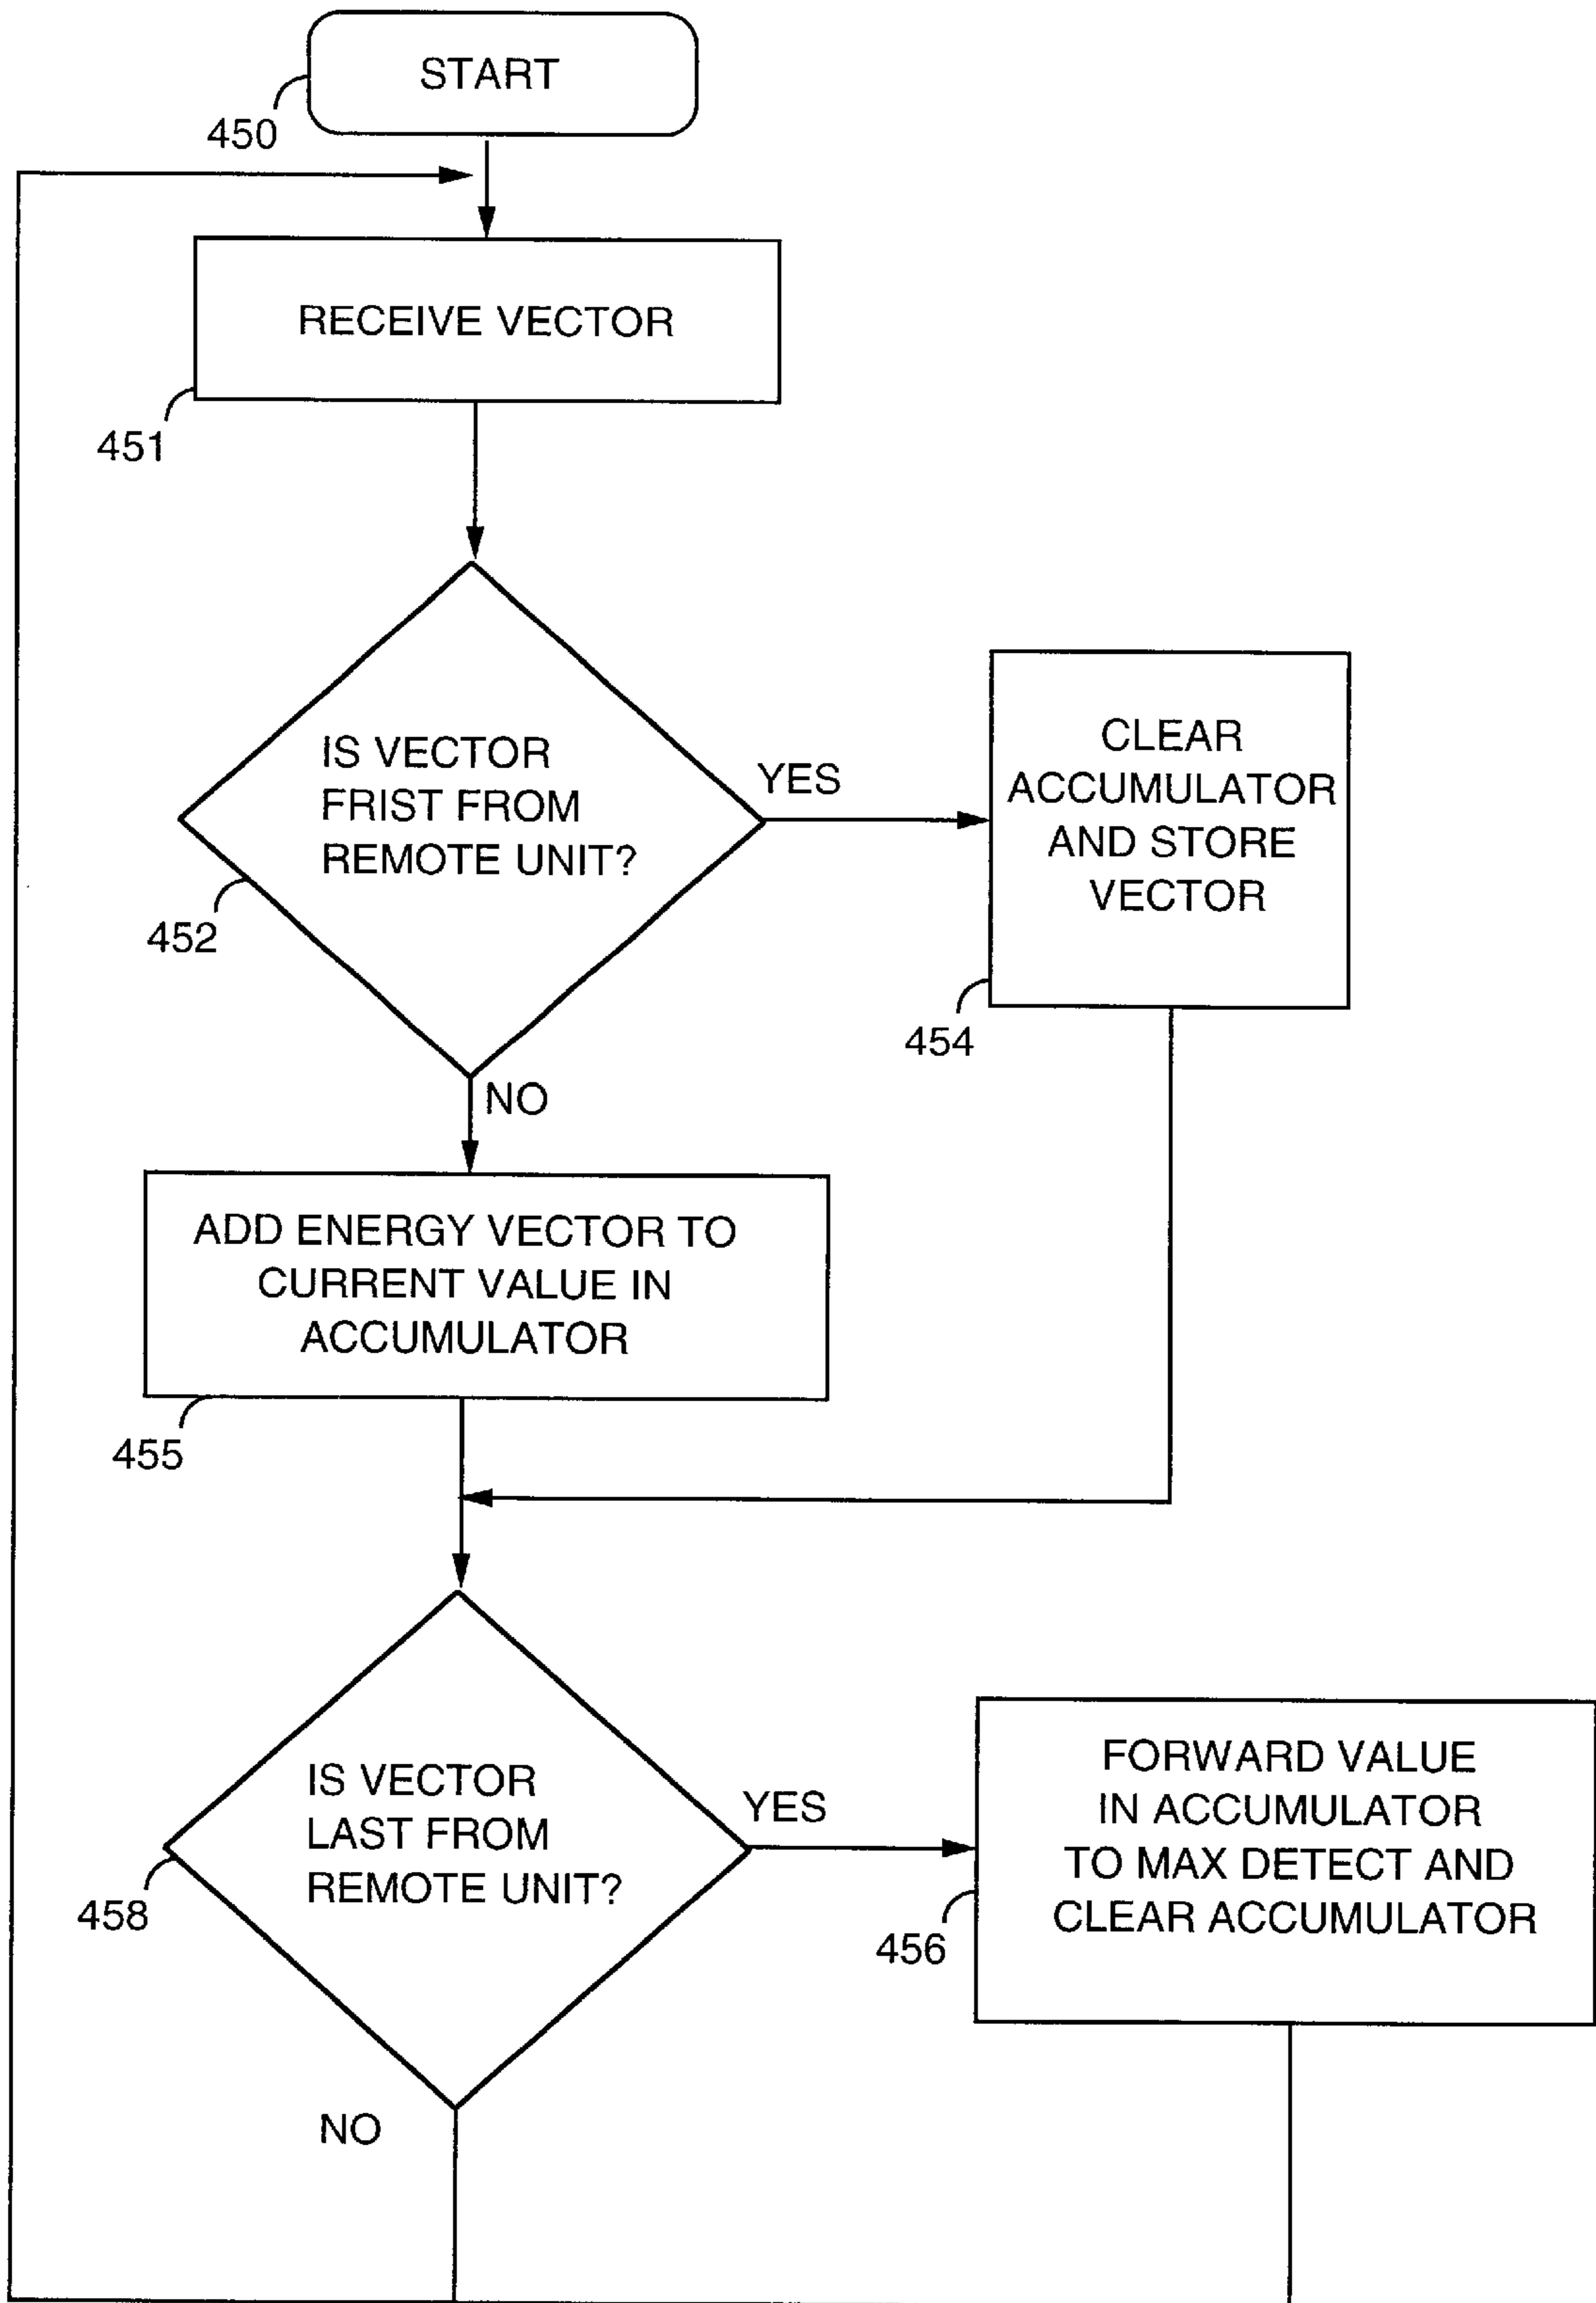 START
450
RECEIVE VECTOR
451
IS VECTOR
FRIST FROM
REMOTE UNIT?
452
YES
CLEAR
ACCUMULATOR
AND STORE
VECTOR
454
NO
ADD ENERGY VECTOR TO
CURRENT VALUE IN
ACCUMULATOR
455
IS VECTOR
LAST FROM
REMOTE UNIT?
458
YES
FORWARD VALUE
IN ACCUMULATOR
TO MAX DETECT AND
CLEAR ACCUMULATOR
456
NO